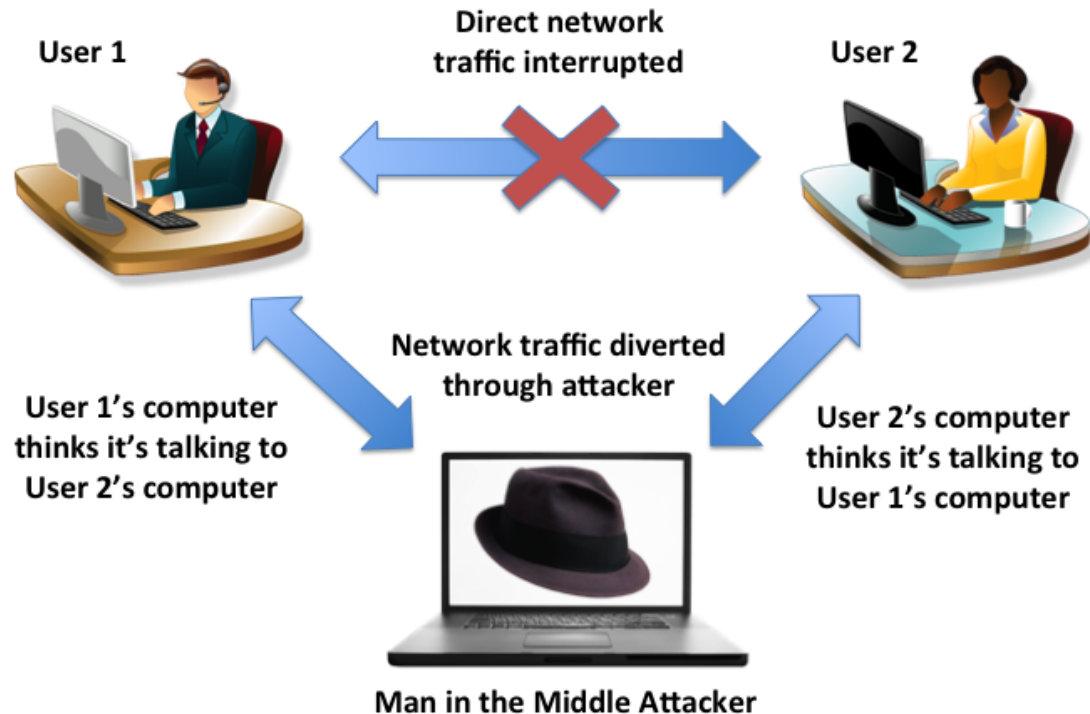 User 1
Direct network
traffic interrupted
User 2
Network traffic diverted
through attacker
User 1’s computer
thinks it’s talking to
User 2’s computer
User 2’s computer
thinks it’s talking to
User 1’s computer
Man in the Middle Attacker